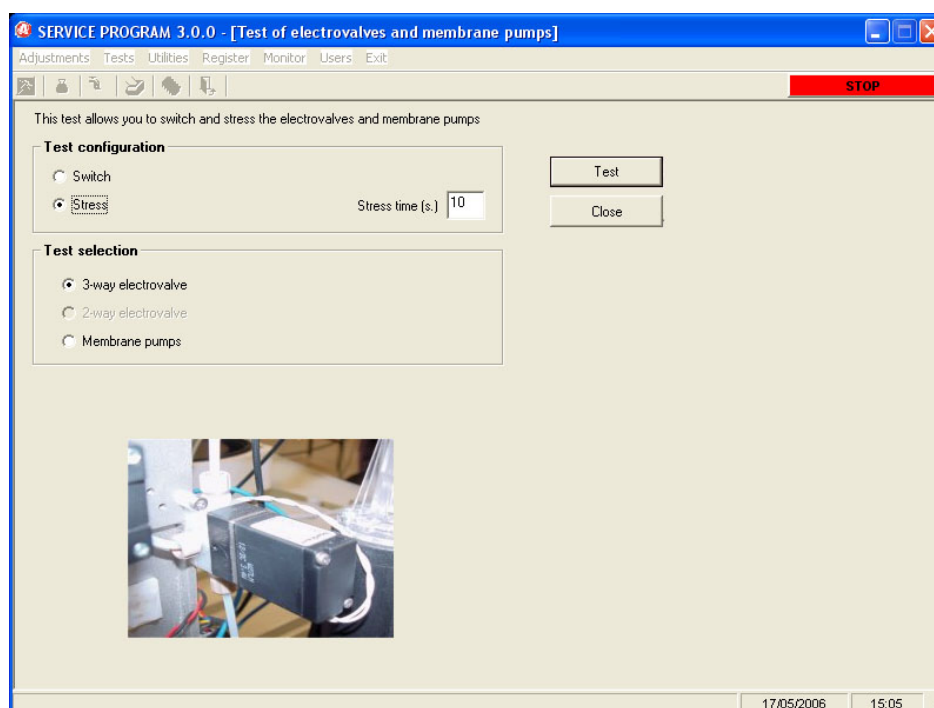 SERVICE PROGRAM 3.0.0 - [Test of electrovalves and membrane pumps]
Adjustments Tests Utilities Register Monitor Users Exit
STOP
This test allows you to switch and stress the electrovalves and membrane pumps
Test configuration
Switch
Stress
Stress time (s.) 10
Test
Close
Test selection
3-way electrovalve
2-way electrovalve
Membrane pumps
17/05/2006 15:05